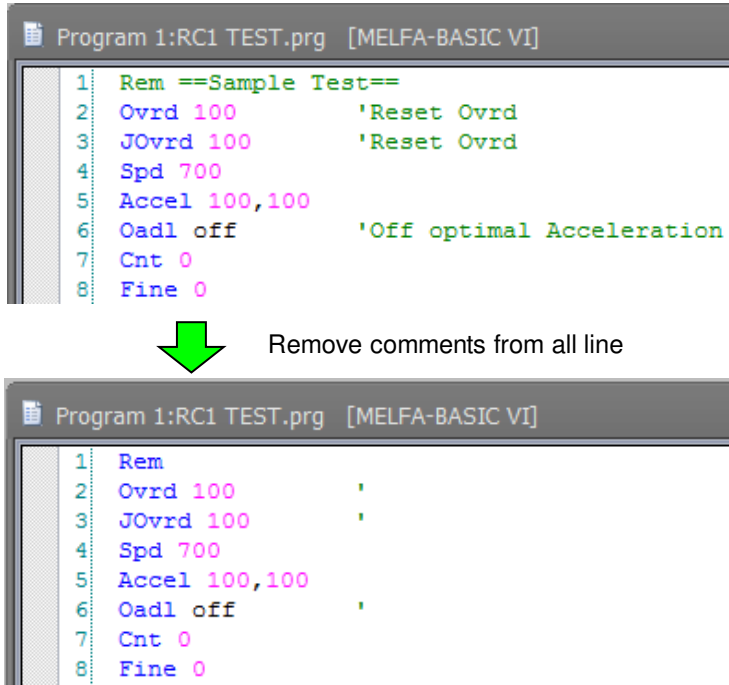 Program 1:RC1 TEST.prg [MELFA-BASIC VI]
1 Rem ==Sample Test==
2 Ovrd 100 'Reset Ovrd
3 JOvrd 100 'Reset Ovrd
4 Spd 700
5 Accel 100,100
6 Oadl off 'Off optimal Acceleration
7 Cnt 0
8 Fine 0
Remove comments from all line
Program 1:RC1 TEST.prg [MELFA-BASIC VI]
1 Rem
2 Ovrd 100 '
3 JOvrd 100 '
4 Spd 700
5 Accel 100,100
6 Oadl off '
7 Cnt 0
8 Fine 0